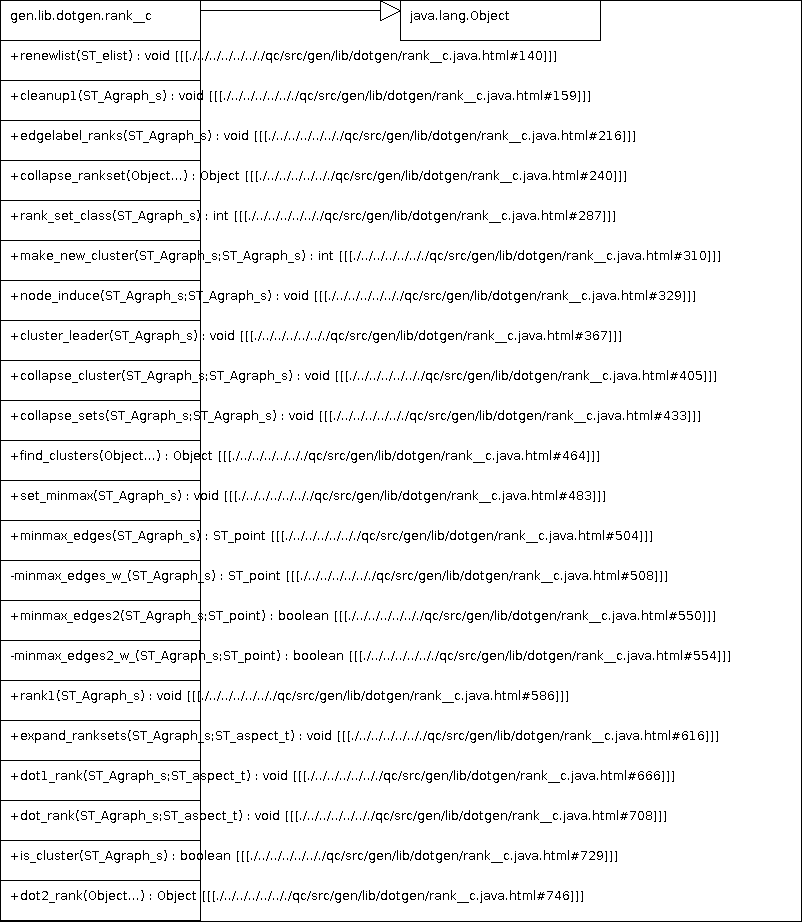 gen.lib.dotgen.rank__c
java.lang.Object
+renewlist(ST_elist) : void [[[./../../../../../qc/src/gen/lib/dotgen/rank__c.java.html#140]]]
+cleanup1(ST_Agraph_s) : void [[[./../../../../../qc/src/gen/lib/dotgen/rank__c.java.html#159]]]
+edgelabel_ranks(ST_Agraph_s) : void [[[./../../../../../qc/src/gen/lib/dotgen/rank__c.java.html#216]]]
+collapse_rankset(Object...) : Object [[[./../../../../../qc/src/gen/lib/dotgen/rank__c.java.html#240]]]
+rank_set_class(ST_Agraph_s) : int [[[./../../../../../qc/src/gen/lib/dotgen/rank__c.java.html#287]]]
+make_new_cluster(ST_Agraph_s;ST_Agraph_s) : int [[[./../../../../../qc/src/gen/lib/dotgen/rank__c.java.html#310]]]
+node_induce(ST_Agraph_s;ST_Agraph_s) : void [[[./../../../../../qc/src/gen/lib/dotgen/rank__c.java.html#329]]]
+cluster_leader(ST_Agraph_s) : void [[[./../../../../../qc/src/gen/lib/dotgen/rank__c.java.html#367]]]
+collapse_cluster(ST_Agraph_s;ST_Agraph_s) : void [[[./../../../../../qc/src/gen/lib/dotgen/rank__c.java.html#405]]]
+collapse_sets(ST_Agraph_s;ST_Agraph_s) : void [[[./../../../../../qc/src/gen/lib/dotgen/rank__c.java.html#433]]]
+find_clusters(Object...) : Object [[[./../../../../../qc/src/gen/lib/dotgen/rank__c.java.html#464]]]
+set_minmax(ST_Agraph_s) : void [[[./../../../../../qc/src/gen/lib/dotgen/rank__c.java.html#483]]]
+minmax_edges(ST_Agraph_s) : ST_point [[[./../../../../../qc/src/gen/lib/dotgen/rank__c.java.html#504]]]
-minmax_edges_w_(ST_Agraph_s) : ST_point [[[./../../../../../qc/src/gen/lib/dotgen/rank__c.java.html#508]]]
+minmax_edges2(ST_Agraph_s;ST_point) : boolean [[[./../../../../../qc/src/gen/lib/dotgen/rank__c.java.html#550]]]
-minmax_edges2_w_(ST_Agraph_s;ST_point) : boolean [[[./../../../../../qc/src/gen/lib/dotgen/rank__c.java.html#554]]]
+rank1(ST_Agraph_s) : void [[[./../../../../../qc/src/gen/lib/dotgen/rank__c.java.html#586]]]
+expand_ranksets(ST_Agraph_s;ST_aspect_t) : void [[[./../../../../../qc/src/gen/lib/dotgen/rank__c.java.html#616]]]
+dot1_rank(ST_Agraph_s;ST_aspect_t) : void [[[./../../../../../qc/src/gen/lib/dotgen/rank__c.java.html#666]]]
+dot_rank(ST_Agraph_s;ST_aspect_t) : void [[[./../../../../../qc/src/gen/lib/dotgen/rank__c.java.html#708]]]
+is_cluster(ST_Agraph_s) : boolean [[[./../../../../../qc/src/gen/lib/dotgen/rank__c.java.html#729]]]
+dot2_rank(Object...) : Object [[[./../../../../../qc/src/gen/lib/dotgen/rank__c.java.html#746]]]